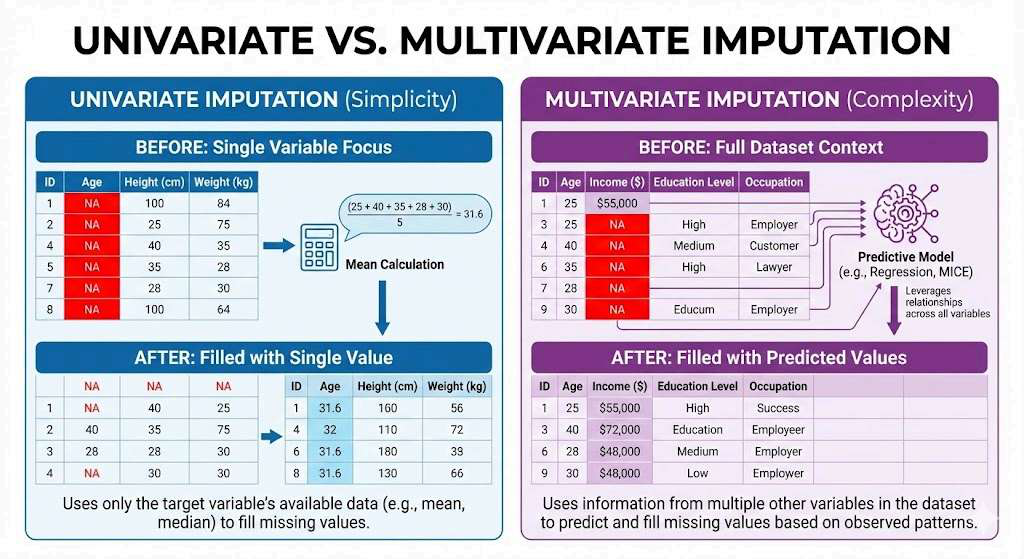 UNIVARIATE VS. MULTIVARIATE IMPUTATION
UNIVARIATE IMPUTATION (Simplicity)
BEFORE: Single Variable Focus
ID Age Height (cm) Weight (kg)
1 NA 100 84
2 NA 25 75
4 NA 40 35
5 NA 35 28
7 NA 28 30
8 NA 100 64
(25 + 40 + 35 + 28 + 30)
5
= 31.6
Mean Calculation
AFTER: Filled with Single Value
NA NA NA
1 NA 40 25
2 40 35 75
3 28 28 30
4 NA 30 30
ID Age Height (cm) Weight (kg)
1 31.6 160 56
4 32 110 72
6 31.6 180 39
8 31.6 130 66
Uses only the target variable's available data (e.g., mean,
median) to fill missing values.
MULTIVARIATE IMPUTATION (Complexity)
BEFORE: Full Dataset Context
ID Age Income ($) Education Level Occupation
1 25 $55,000
3 25 NA High Employer
4 40 NA Medium Customer
6 35 NA High Lawyer
7 28 NA
9 30 NA Educum Employer
Predictive Model
(e.g., Regression, MICE)
Leverages
relationships
across all variables
AFTER: Filled with Predicted Values
ID Age Income ($) Education Level Occupation
1 25 $55,000 High Success
3 40 $72,000 Education Employeer
6 28 $48,000 Medium Employer
9 30 $48,000 Low Employer
Uses information from multiple other variables in the dataset
to predict and fill missing values based on observed patterns.